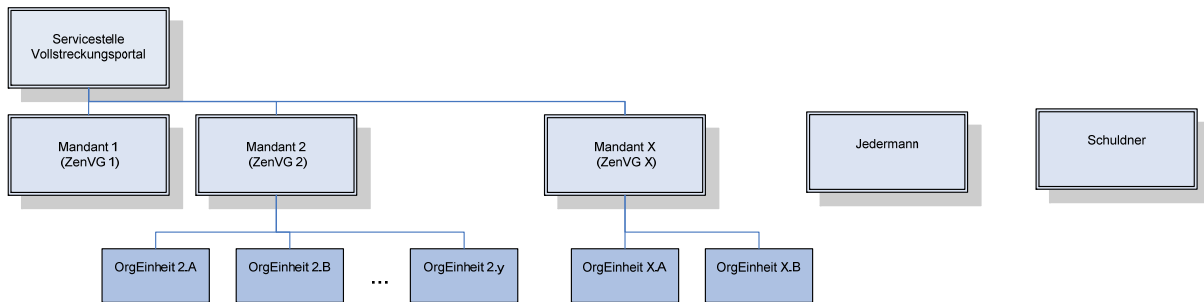 Servicestelle
Vollstreckungsportal
Mandant 1
(ZenVG 1)
Mandant 2
(ZenVG 2)
Mandant X
(ZenVG X)
Jedermann
Schuldner
OrgEinheit 2.A
OrgEinheit 2.B
...
OrgEinheit 2.y
OrgEinheit X.A
OrgEinheit X.B